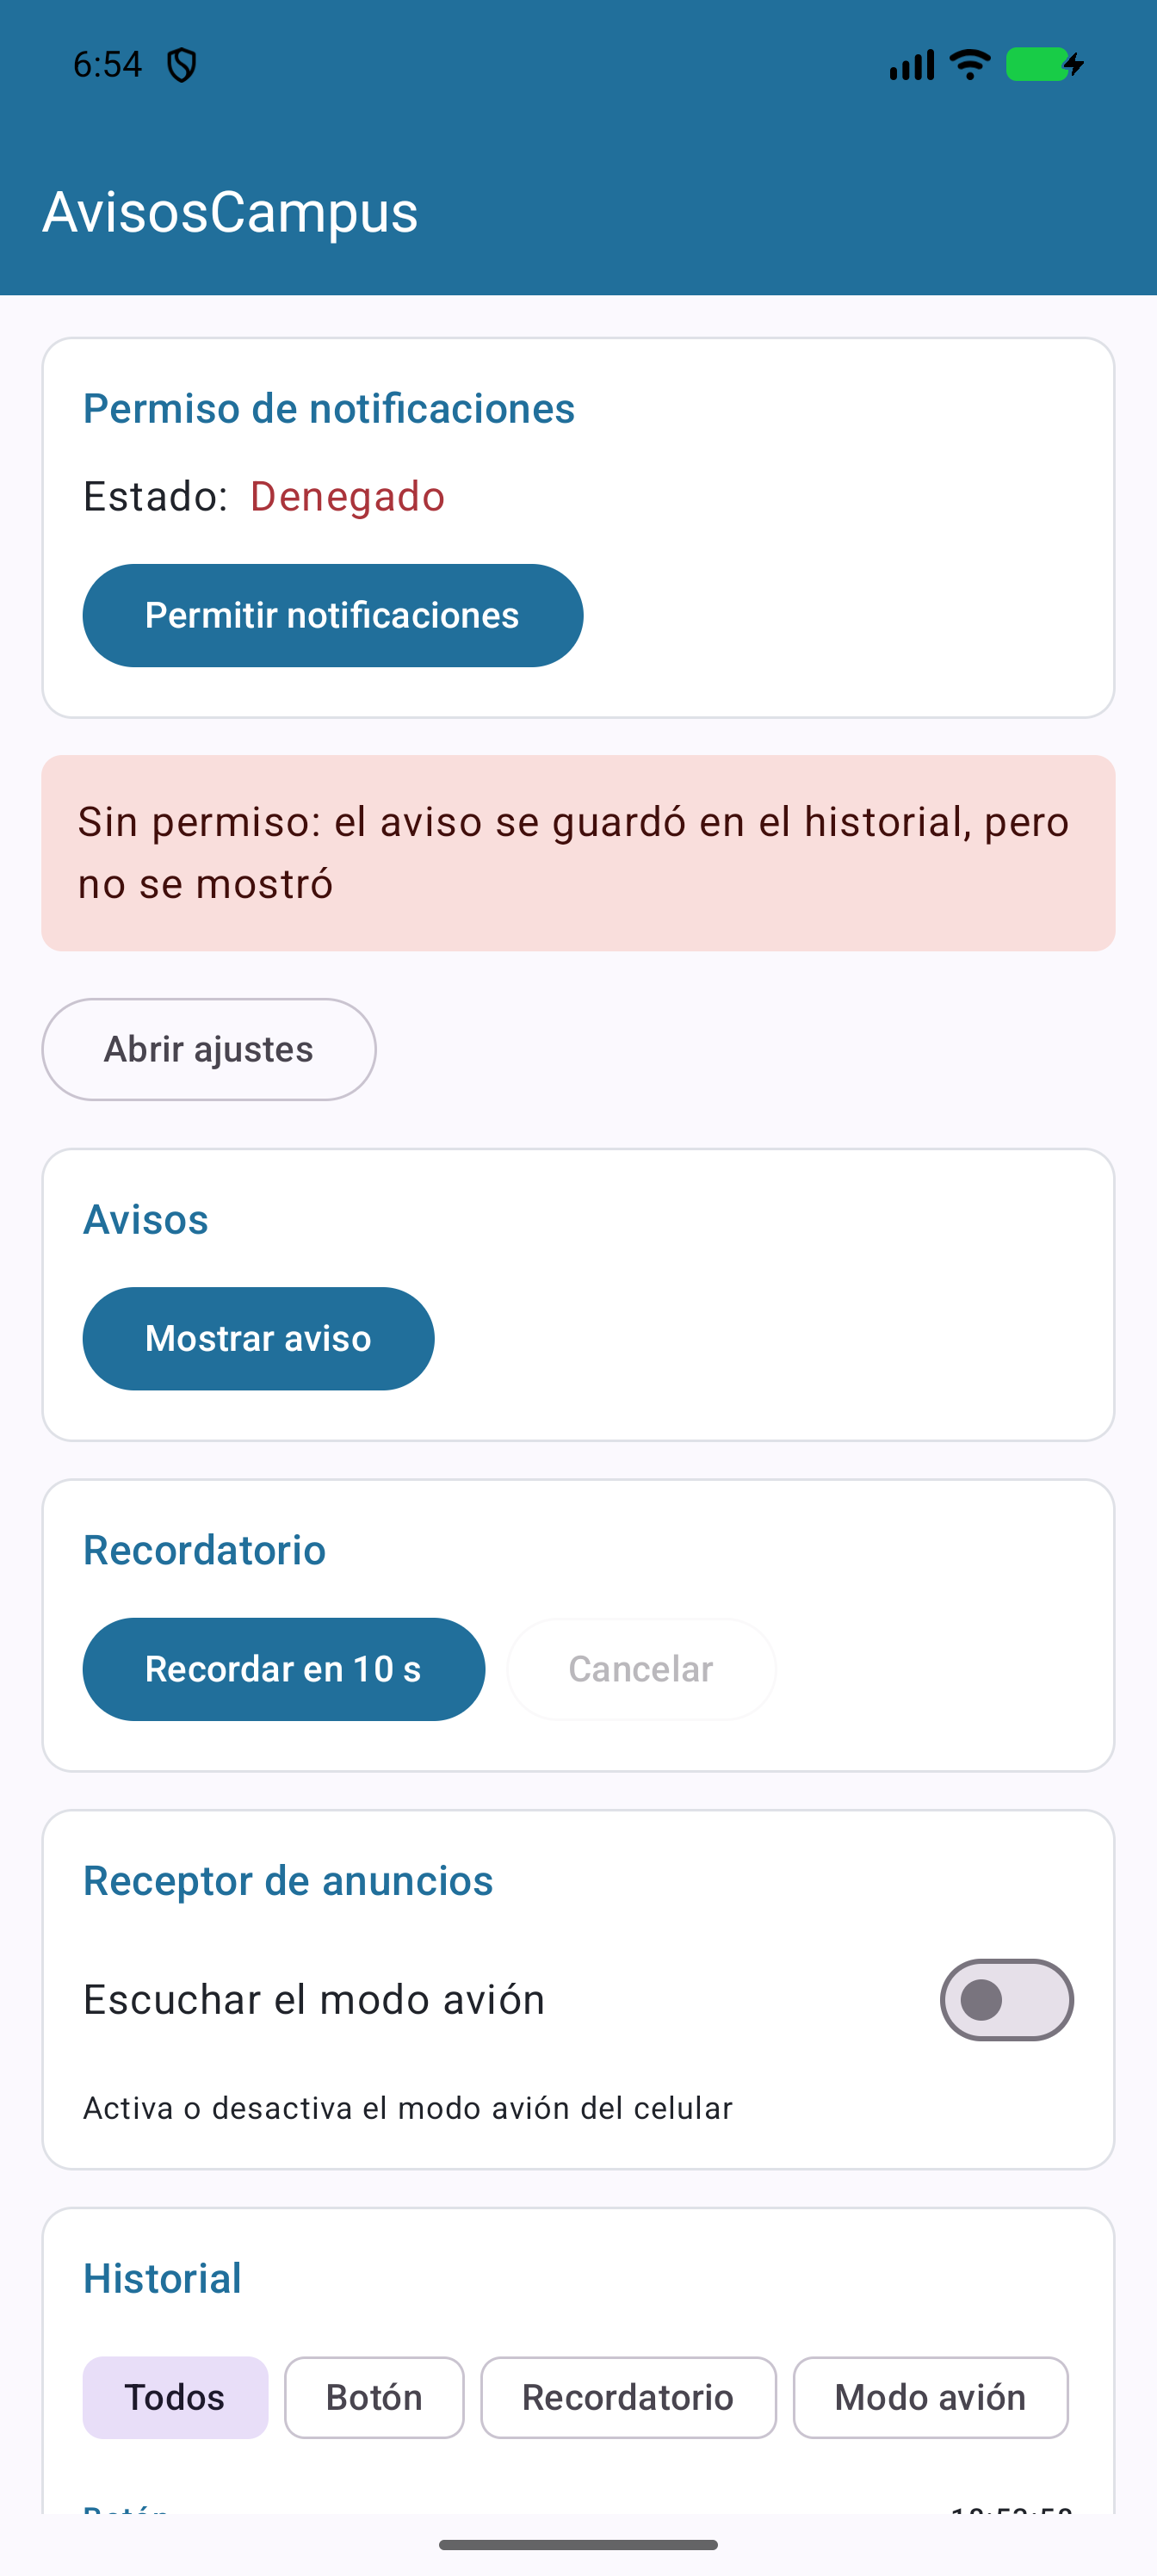 6:54
AvisosCampus
Permiso de notificaciones
Estado: Denegado
Permitir notificaciones
Sin permiso: el aviso se guardó en el historial, pero
no se mostró
Abrir ajustes
Avisos
Mostrar aviso
Recordatorio
Recordar en 10 s Cancelar
Receptor de anuncios
Escuchar el modo avión
Activa o desactiva el modo avión del celular
Historial
Todos Botón Recordatorio Modo avión
Botón